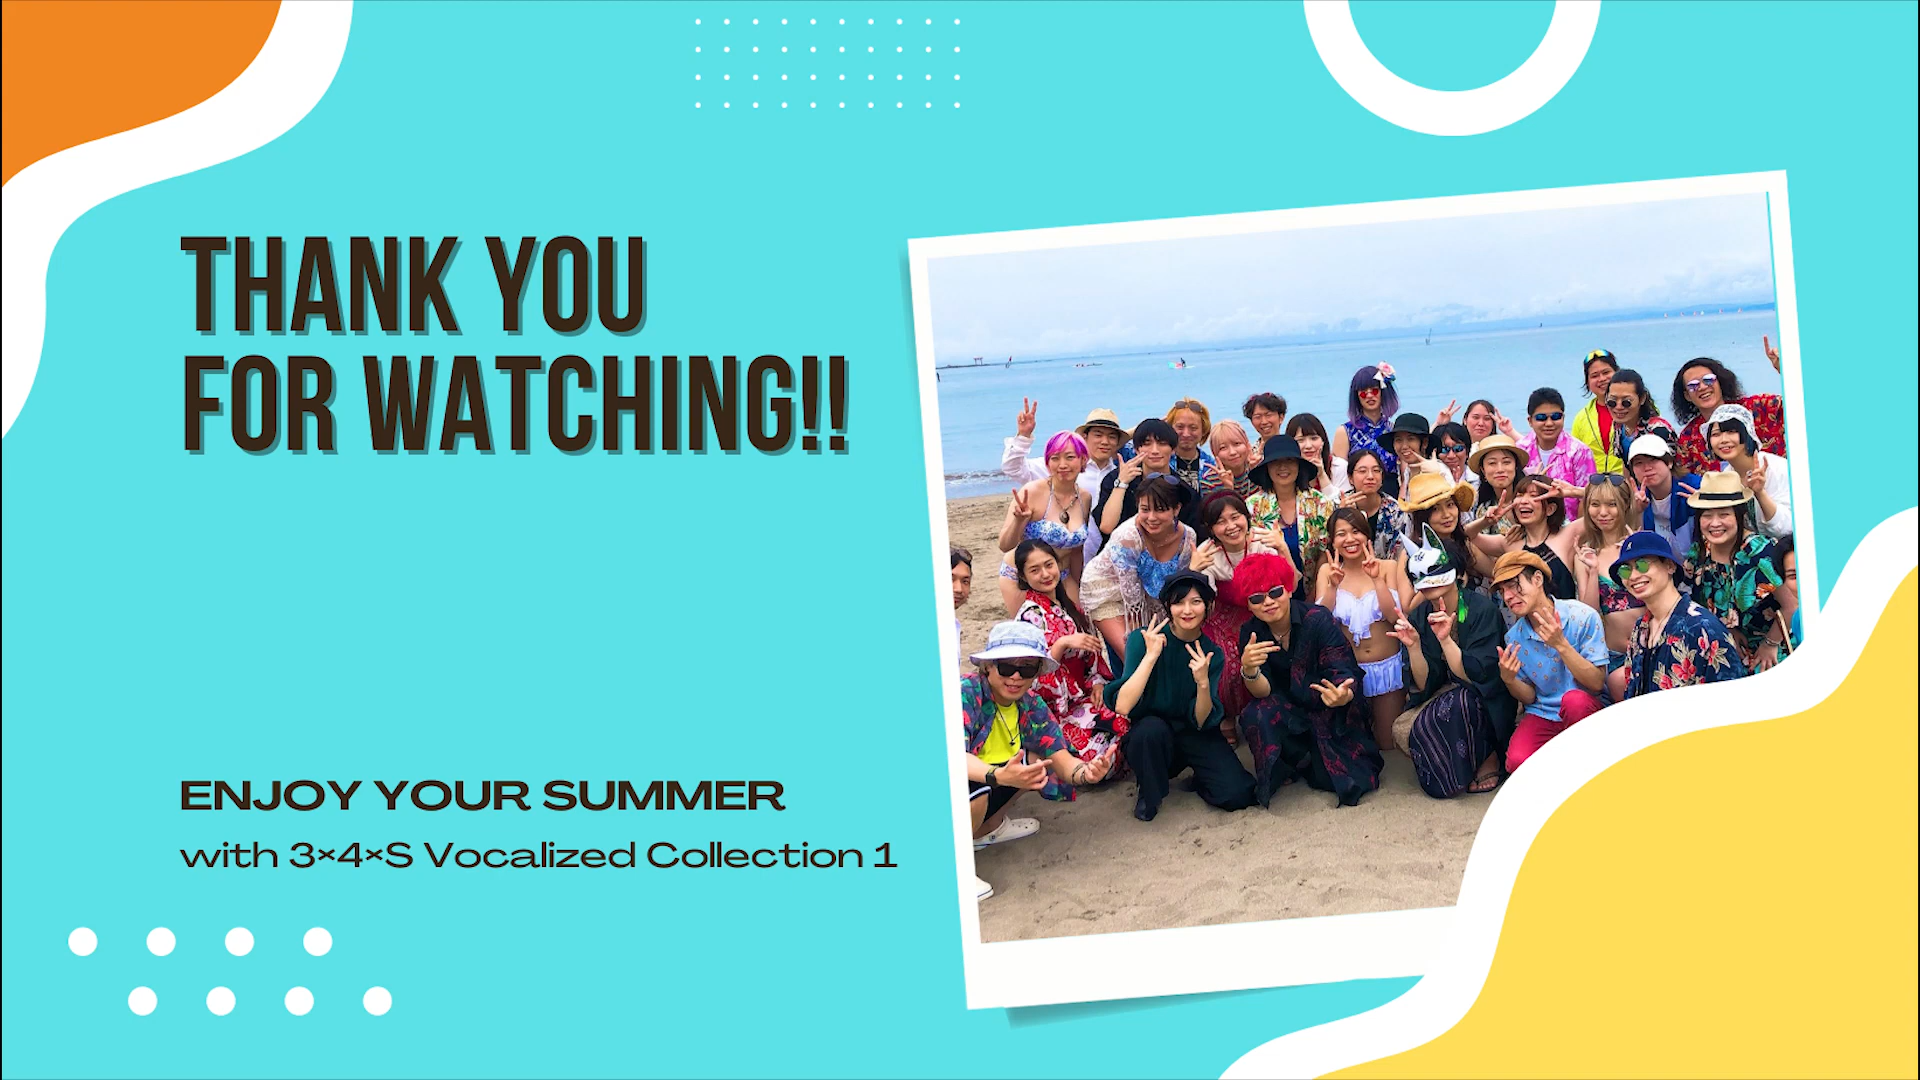 THANK YOU
FOR WATCHING!!
ENJOY YOUR SUMMER
with 3×4×S Vocalized Collection 1